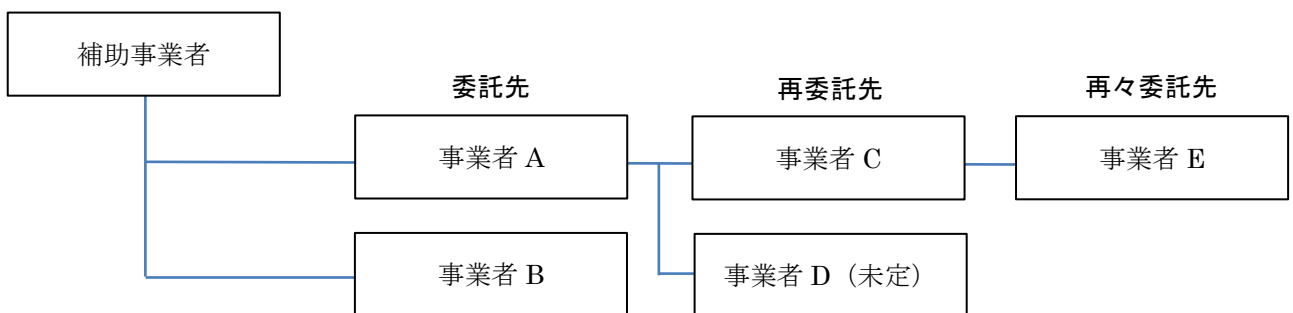 補助事業者
委託先
再委託先
再々委託先
事業者 A
事業者 C
事業者 E
事業者 B
事業者 D（未定）